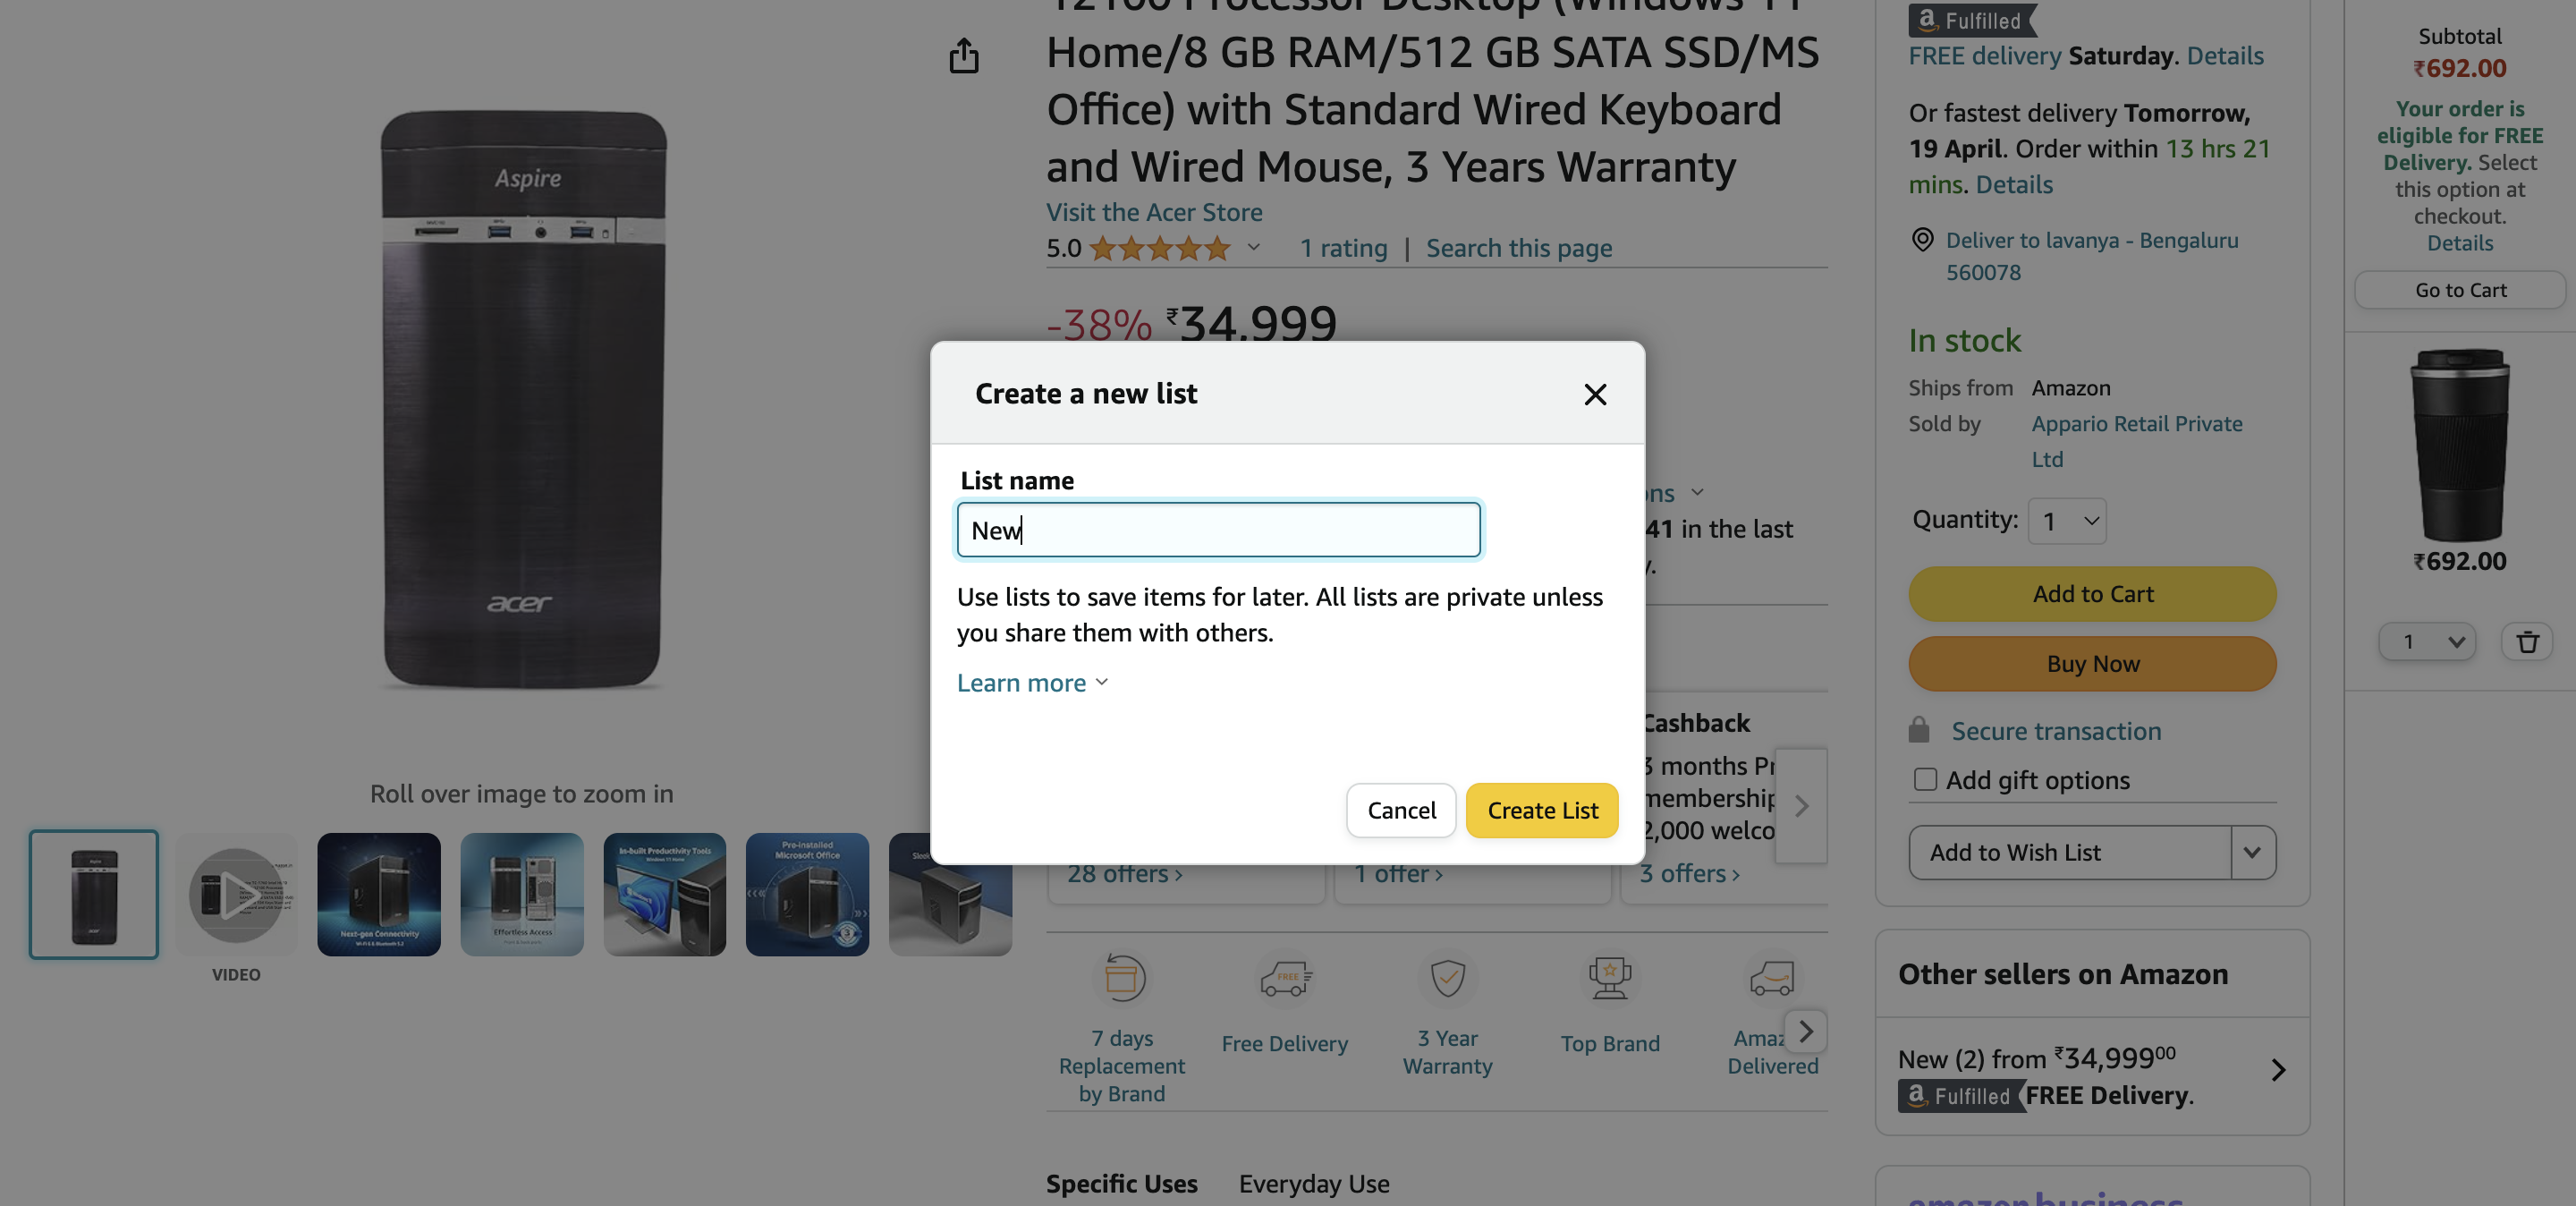 Aspire
acer
Roll over image to zoom in
VIDEO
Next-gen Connectivity
Effortless Access
In-built Productivity Tools
Windows 11 Home
Pre-installed
Microsoft Office
Home/8 GB RAM/512 GB SATA SSD/MS
Office) with Standard Wired Keyboard
and Wired Mouse, 3 Years Warranty
Visit the Acer Store
5.0
1 rating | Search this page
-38% ₹34,999
Create a new list
List name
New
Use lists to save items for later. All lists are private unless
you share them with others.
Learn more
Cancel
Create List
41 in the last
Cashback
3 months
membership
2,000
28 offers ›
1 offer ›
3 offers ›
7 days
Replacement
by Brand
FREE
Free Delivery
3 Year
Warranty
Top Brand
Delivered
Specific Uses Everyday Use
a Fulfilled
FREE delivery Saturday. Details
Or fastest delivery Tomorrow,
19 April. Order within 13 hrs 21
mins. Details
Deliver to lavanya - Bengaluru
560078
In stock
Ships from Amazon
Sold by Appario Retail Private
Ltd
Quantity: 1
Add to Cart
Buy Now
Secure transaction
Add gift options
Add to Wish List
Other sellers on Amazon
New (2) from ₹34,99900
a Fulfilled FREE Delivery.
amazon business
Subtotal
₹692.00
Your order is
eligible for FREE
Delivery. Select
this option at
checkout.
Details
Go to Cart
₹692.00
1